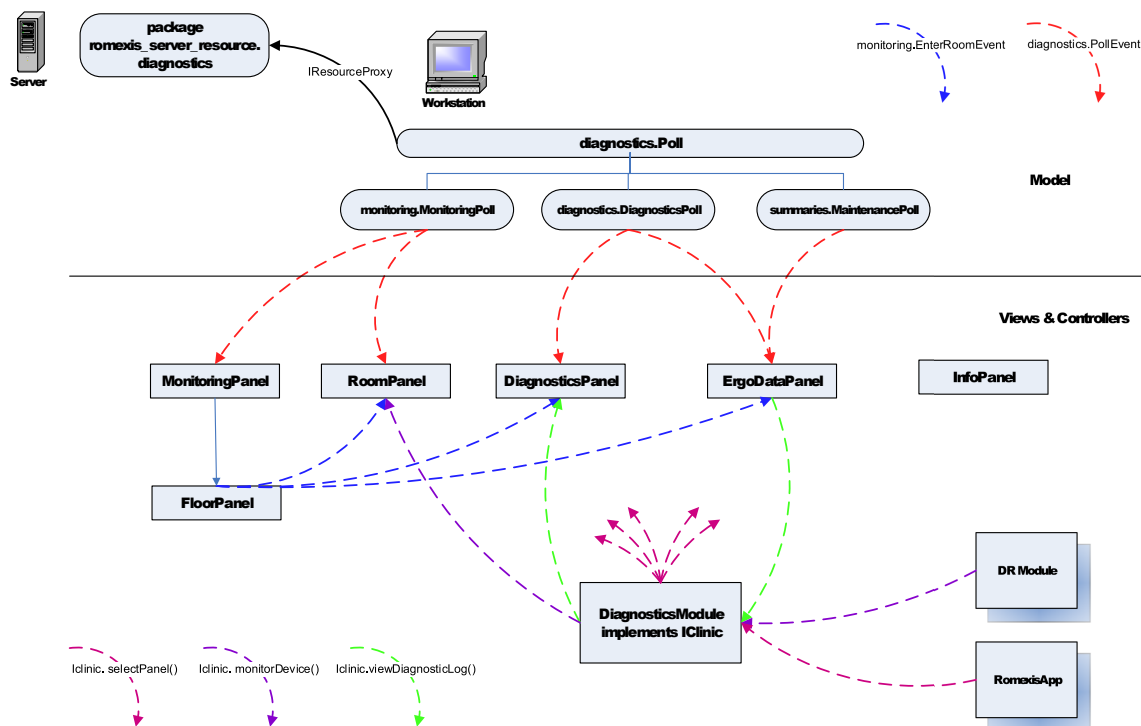 package
romexis_server_resource.
diagnostics
Server
IResourceProxy
Workstation
monitoring.EnterRoomEvent
diagnostics.PollEvent
diagnostics.Poll
Model
monitoring.MonitoringPoll
diagnostics.DiagnosticsPoll
summaries.MaintenancePoll
Views & Controllers
MonitoringPanel
RoomPanel
DiagnosticsPanel
ErgoDataPanel
InfoPanel
FloorPanel
DR Module
DiagnosticsModule
implements IClinic
Iclinic. selectPanel()
Iclinic. monitorDevice()
Iclinic.viewDiagnosticLog()
RomexisApp